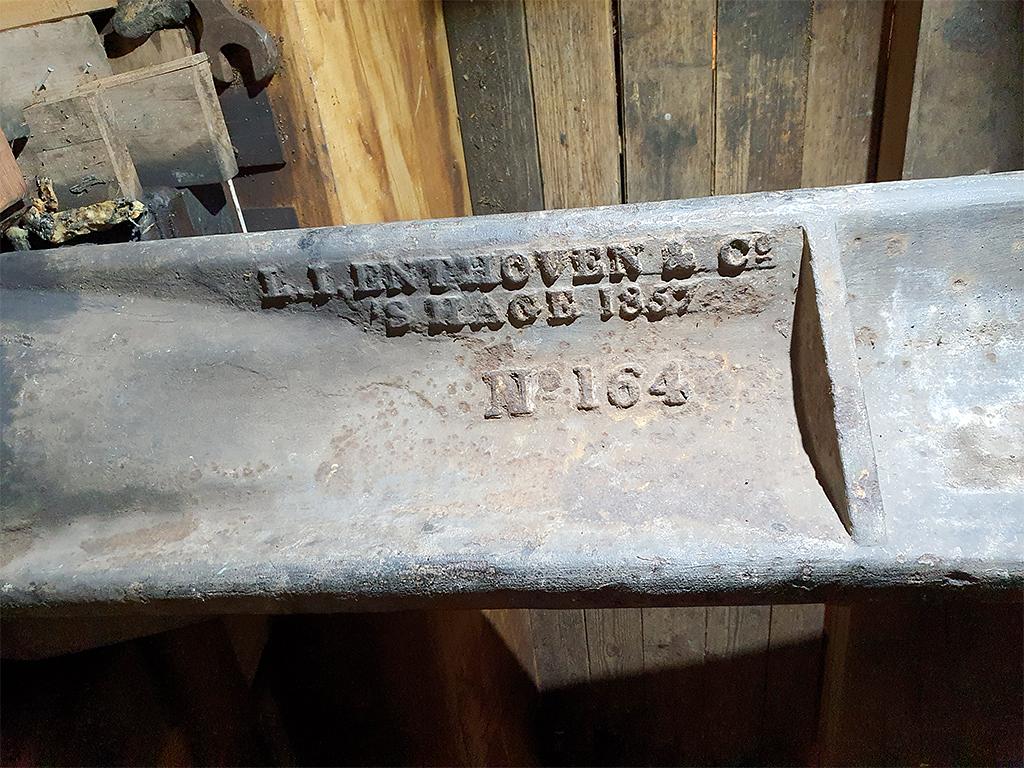 L.I.ENTHOVEN & Cº
'S HAGE 1857
Nº 164